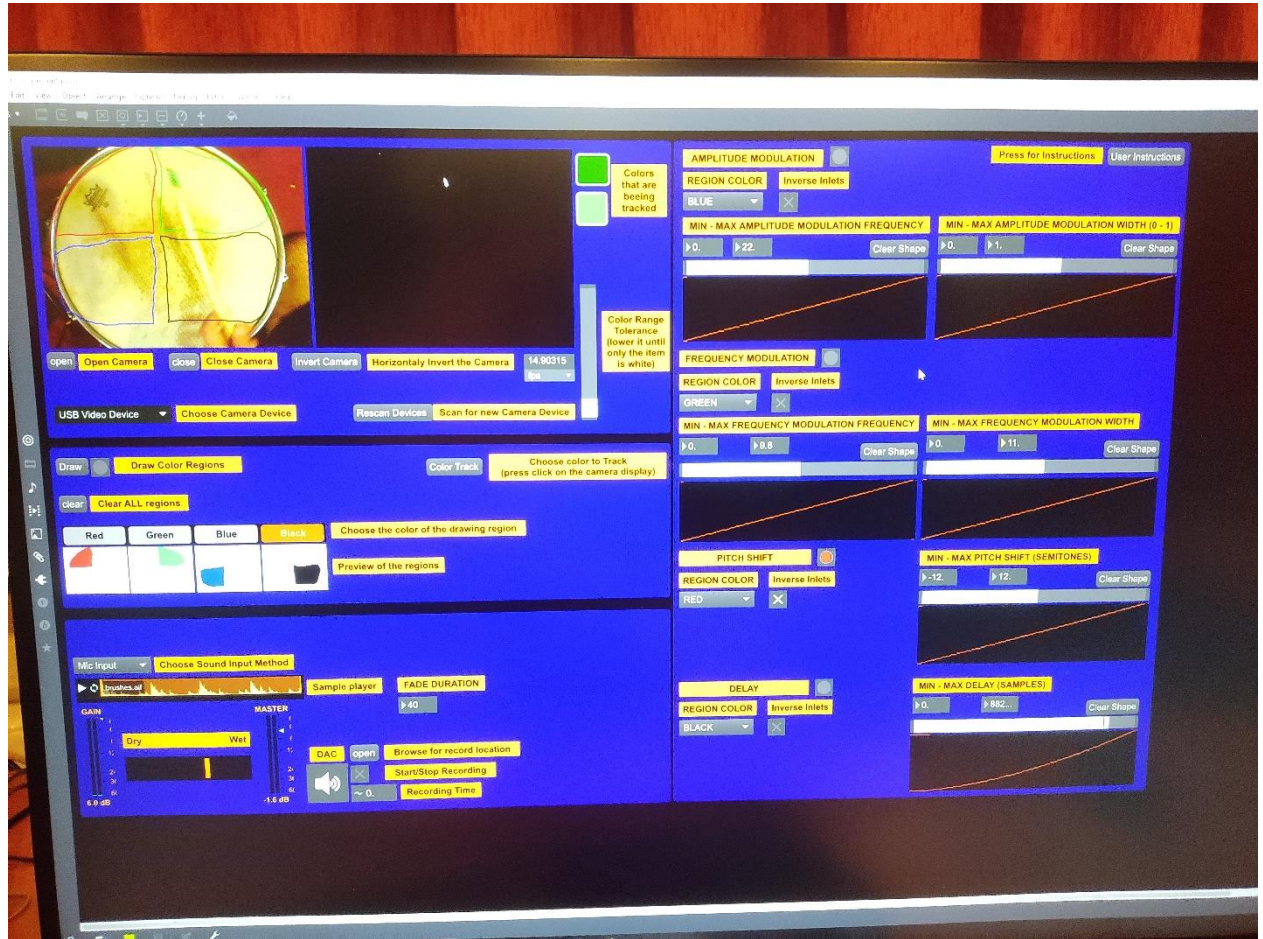 Edit View Object Arrange
Colors
that are
beeing
tracked
open
Open Camera
close
Close Camera
Invert Camera
Horizontaly Invert the Camera
14.90315
fps
Color Range
Tolerance
(lower it until
only the item
is white)
USB Video Device
Choose Camera Device
Rescan Devices
Scan for new Camera Device
Draw
Draw Color Regions
Color Track
Choose color to Track
(press click on the camera display)
clear
Clear ALL regions
Red
Green
Blue
Black
Choose the color of the drawing region
Preview of the regions
Mic Input
Choose Sound Input Method
brushes.aif
Sample player
FADE DURATION
40
GAIN
MASTER
Dry
Wet
6.0 dB
-1.6 dB
DAC
open
Browse for record location
Start/Stop Recording
~ 0.
Recording Time
AMPLITUDE MODULATION
Press for Instructions
User Instructions
REGION COLOR
Inverse Inlets
BLUE
MIN - MAX AMPLITUDE MODULATION FREQUENCY
0.
22.
Clear Shape
MIN - MAX AMPLITUDE MODULATION WIDTH (0 - 1)
0.
1.
Clear Shape
FREQUENCY MODULATION
REGION COLOR
Inverse Inlets
GREEN
MIN - MAX FREQUENCY MODULATION FREQUENCY
0.
9.8
Clear Shape
MIN - MAX FREQUENCY MODULATION WIDTH
0.
11.
Clear Shape
PITCH SHIFT
REGION COLOR
Inverse Inlets
RED
MIN - MAX PITCH SHIFT (SEMITONES)
-12.
12.
Clear Shape
DELAY
REGION COLOR
Inverse Inlets
BLACK
MIN - MAX DELAY (SAMPLES)
0.
882...
Clear Shape